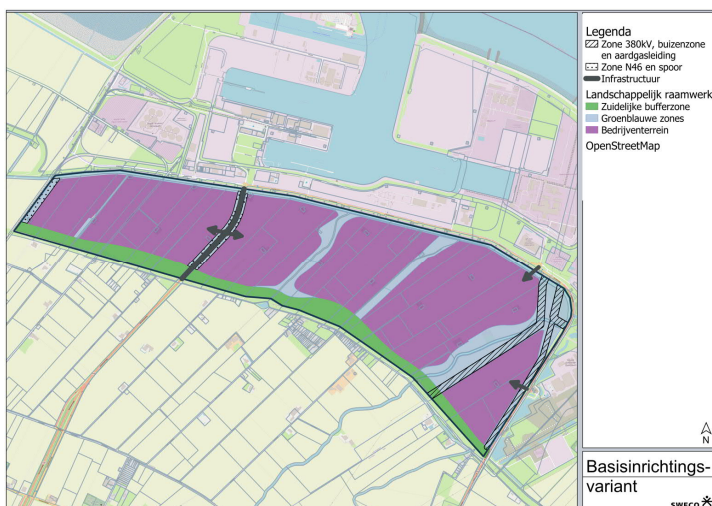 Legenda
Zone 380kV, buizenzone
en aardgasleiding
Zone N46 en spoor
Infrastructuur
Landschappelijk raamwerk
Zuidelijke bufferzone
Groenblauwe zones
Bedrijventerrein
OpenStreetMap
N
Basisinrichtings-
variant
SWECO